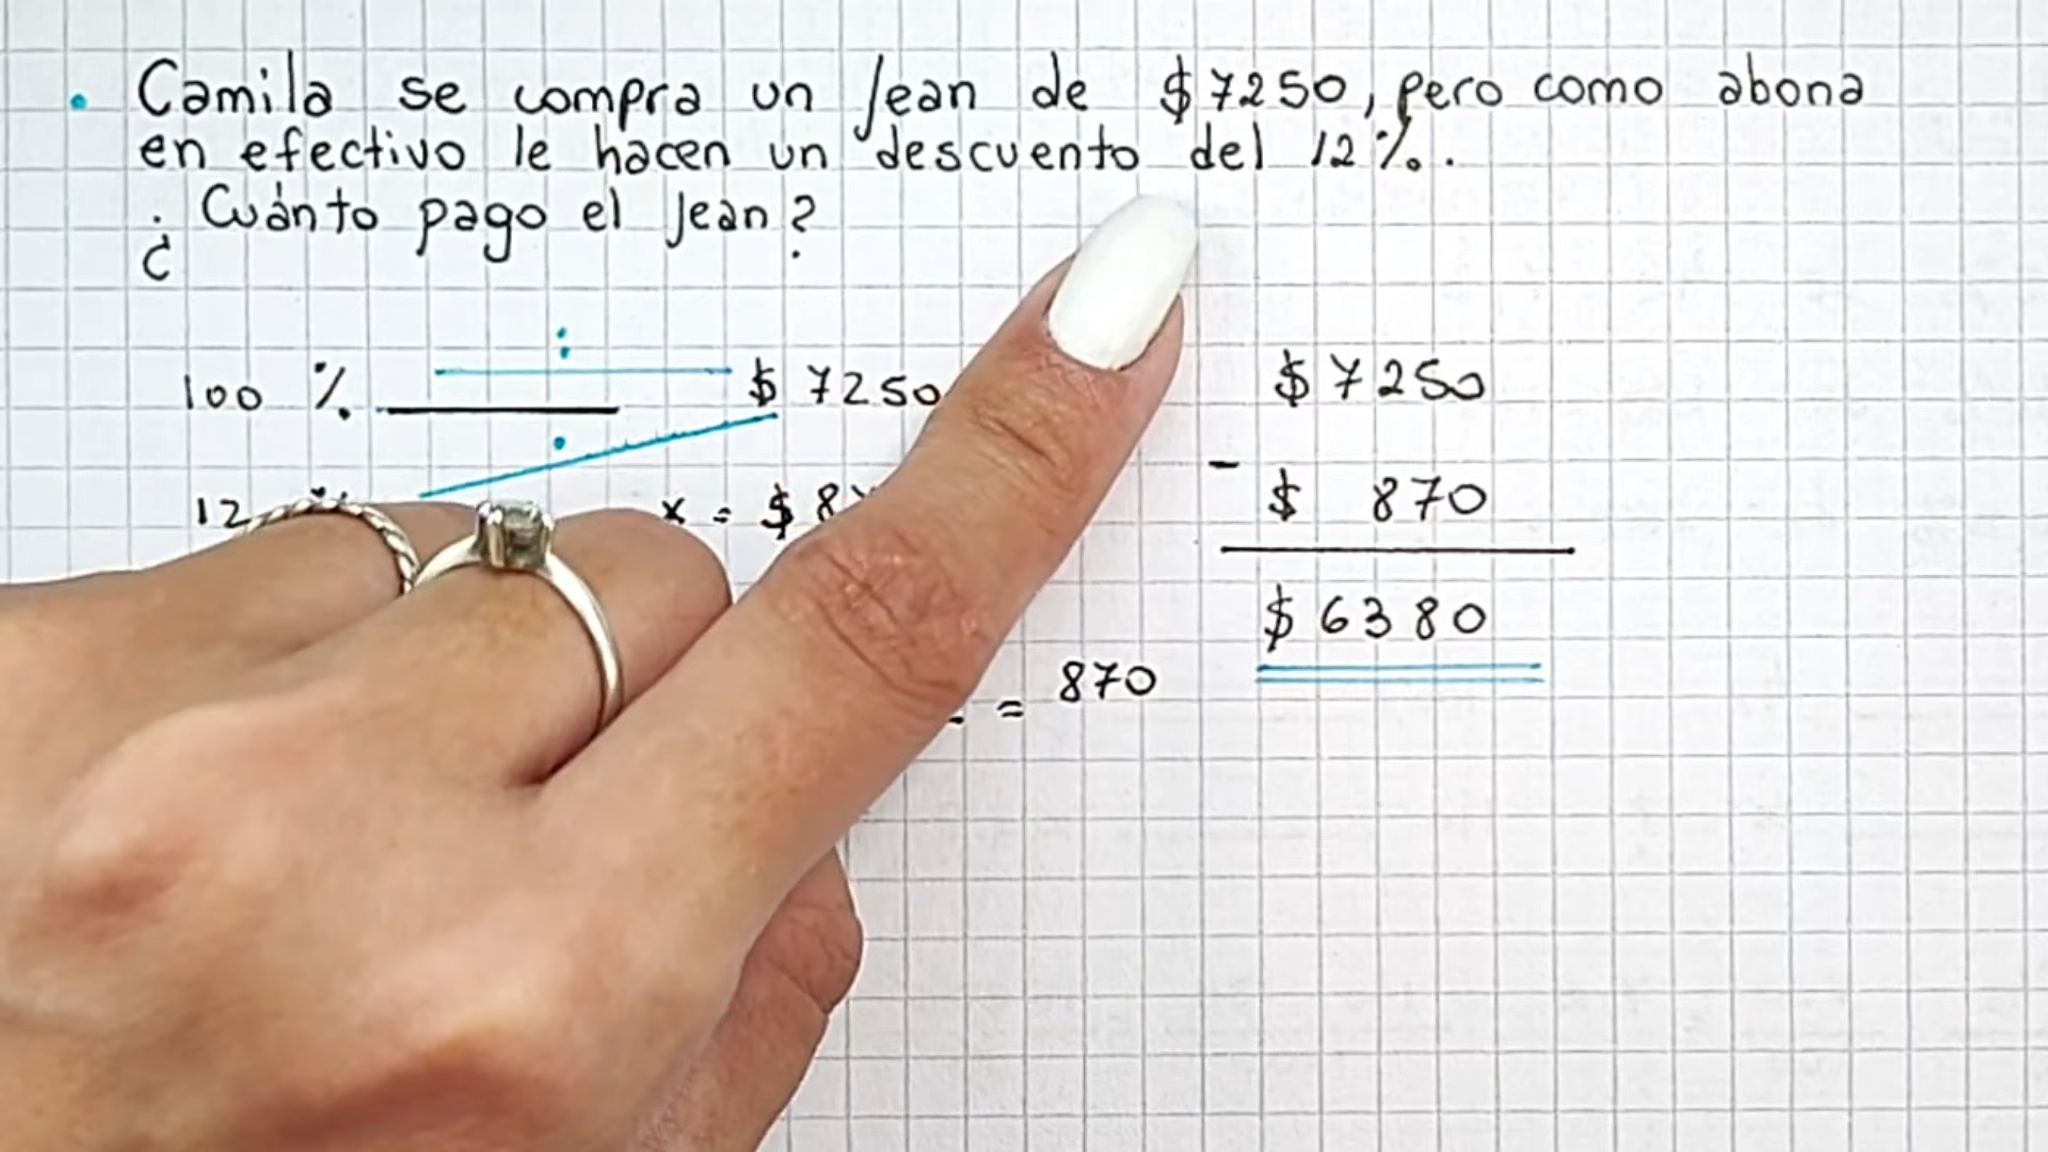 • Camila se compra un Jean de $7250, pero como abona
en efectivo le hacen un descuento del 12%.
¿Cuánto pago el Jean?
100 % $ 7250
12 x = $
= 870
$ 7250
- $ 870
$ 6380